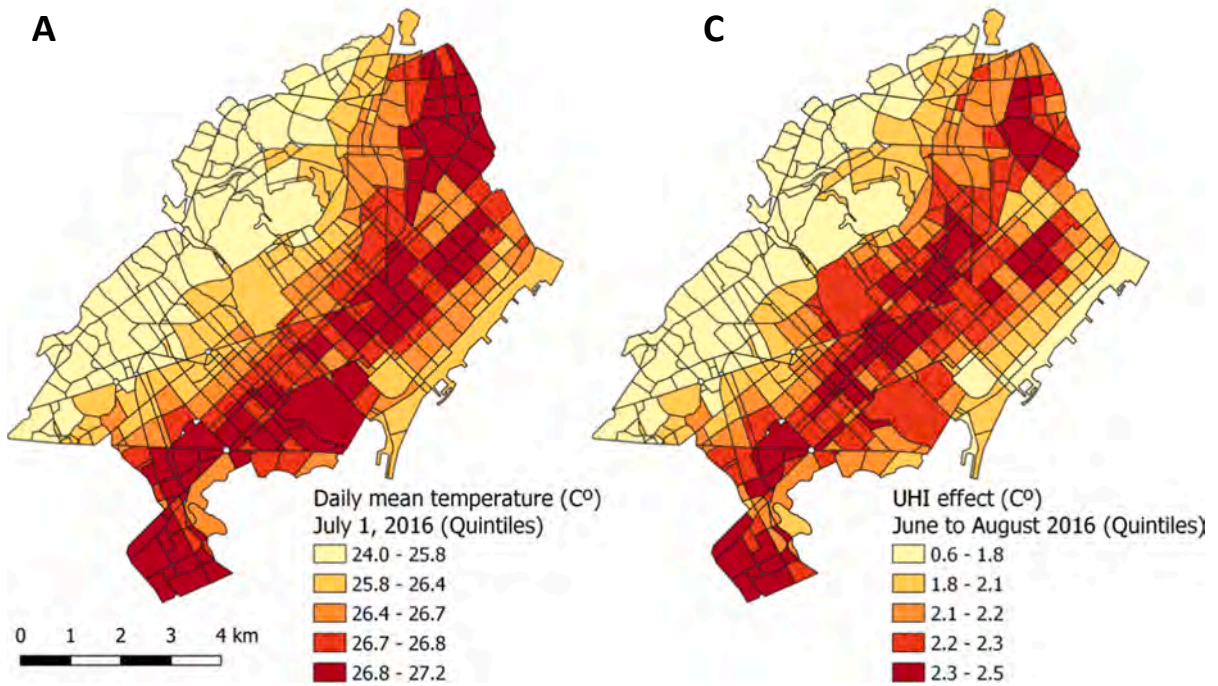 A
C
Daily mean temperature (Cº)
July 1, 2016 (Quintiles)
24.0 - 25.8
25.8 - 26.4
26.4 - 26.7
26.7 - 26.8
26.8 - 27.2
0 1 2 3 4 km
UHI effect (Cº)
June to August 2016 (Quintiles)
0.6 - 1.8
1.8 - 2.1
2.1 - 2.2
2.2 - 2.3
2.3 - 2.5